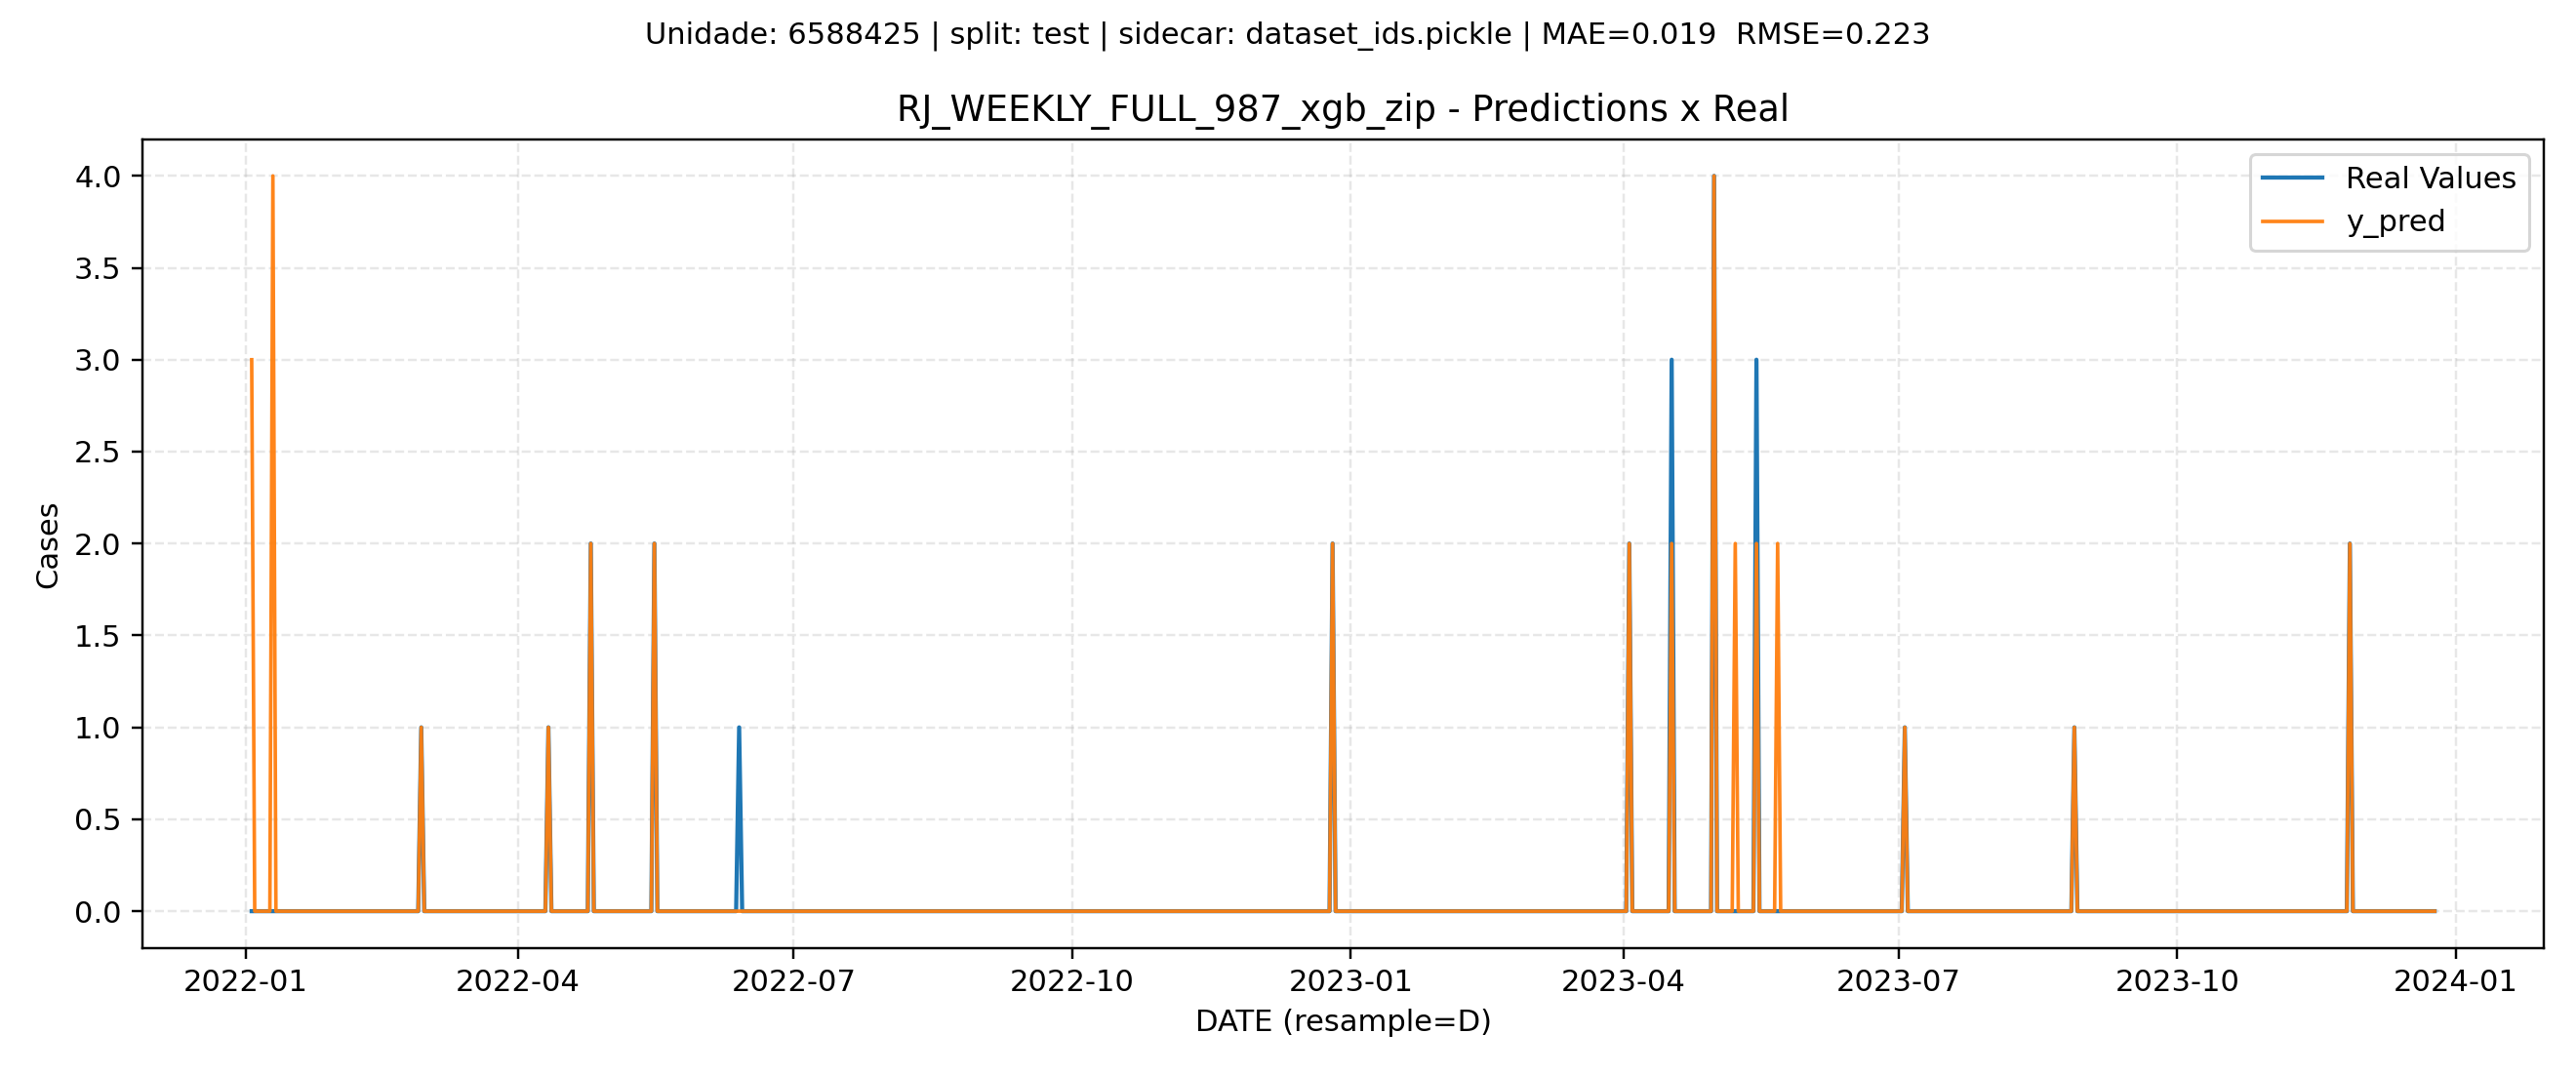 Unidade: 6588425 | split: test | sidecar: dataset_ids.pickle | MAE=0.019  RMSE=0.223
RJ_WEEKLY_FULL_987_xgb_zip - Predictions x Real
Real Values
y_pred
4.0
3.5
3.0
2.5
2.0
1.5
1.0
0.5
0.0
Cases
2022-01 2022-04 2022-07 2022-10 2023-01 2023-04 2023-07 2023-10 2024-01
DATE (resample=D)